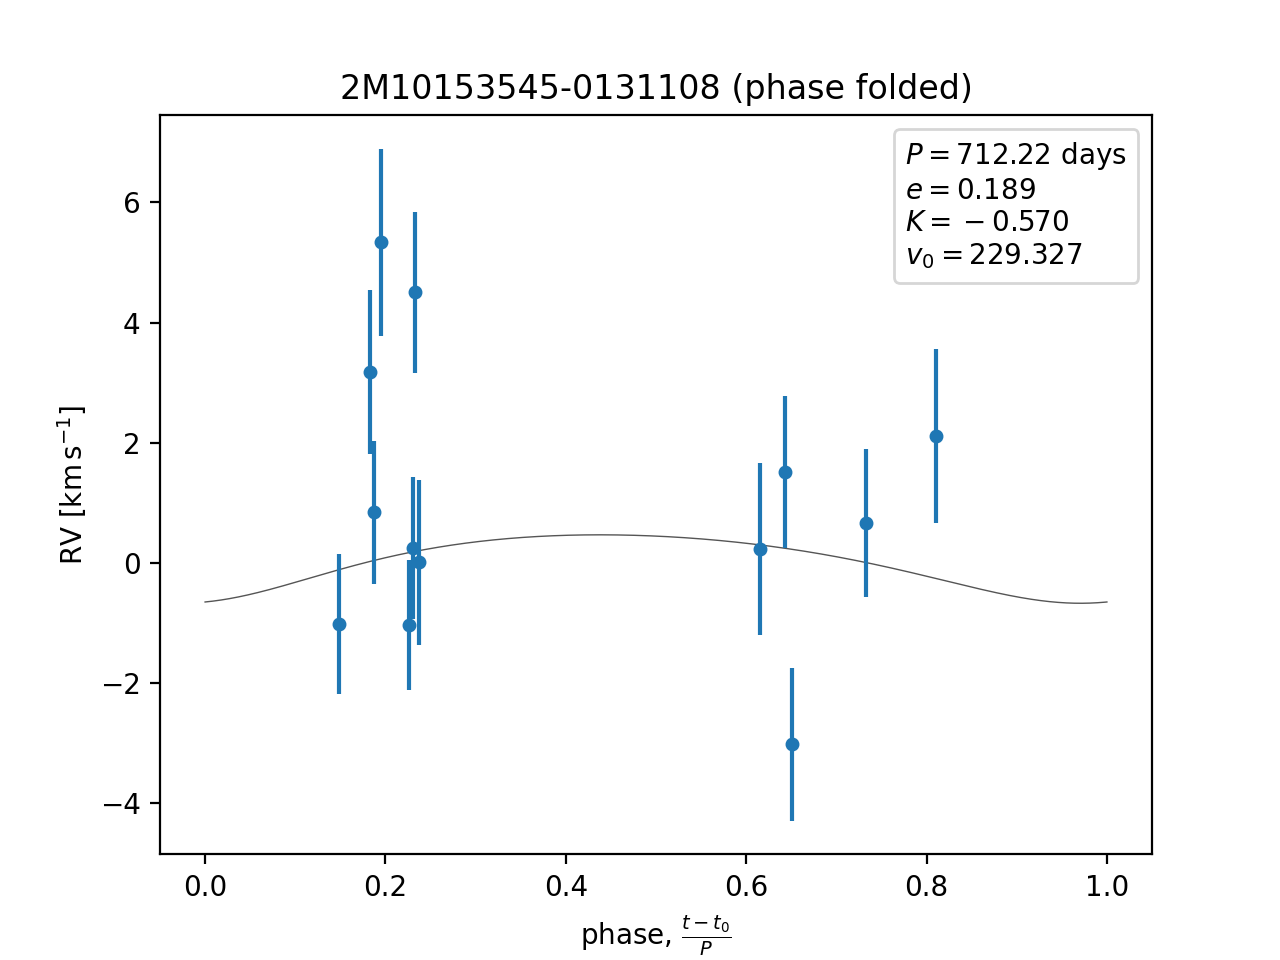 2M10153545-0131108 (phase folded)
P = 712.22 days
e = 0.189
K = −0.570
v₀ = 229.327
RV [km s⁻¹]
6
4
2
0
−2
−4
0.0 0.2 0.4 0.6 0.8 1.0
phase, (t − t₀)/P